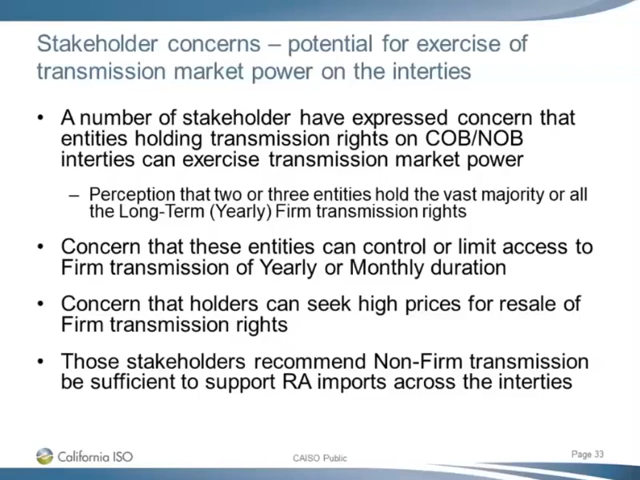 Stakeholder concerns – potential for exercise of
transmission market power on the interties
• A number of stakeholder have expressed concern that
entities holding transmission rights on COB/NOB
interties can exercise transmission market power
– Perception that two or three entities hold the vast majority or all
the Long-Term (Yearly) Firm transmission rights
• Concern that these entities can control or limit access to
Firm transmission of Yearly or Monthly duration
• Concern that holders can seek high prices for resale of
Firm transmission rights
• Those stakeholders recommend Non-Firm transmission
be sufficient to support RA imports across the interties
California ISO
CAISO Public
Page 33